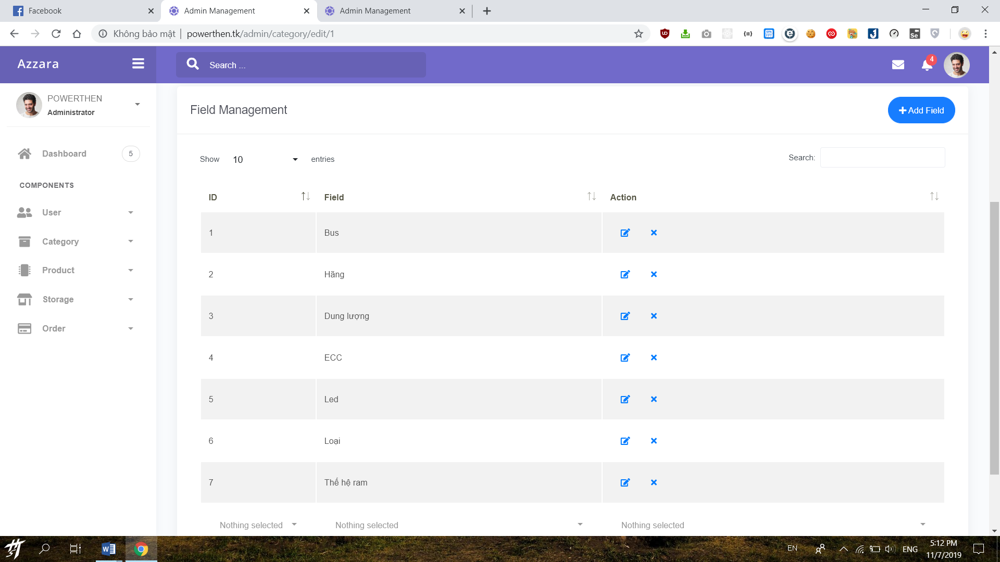 Facebook
Admin Management
Admin Management
Không bảo mật | powerthen.tk/admin/category/edit/1
Azzara
Search ...
4
POWERTHEN
Administrator
Field Management
Add Field
Dashboard
5
Show 10 entries
Search:
COMPONENTS
ID Field Action
User
Category
Product
Storage
Order
1 Bus
2 Hãng
3 Dung lượng
4 ECC
5 Led
6 Loại
7 Thế hệ ram
Nothing selected Nothing selected Nothing selected
EN
ENG
5:12 PM
11/7/2019